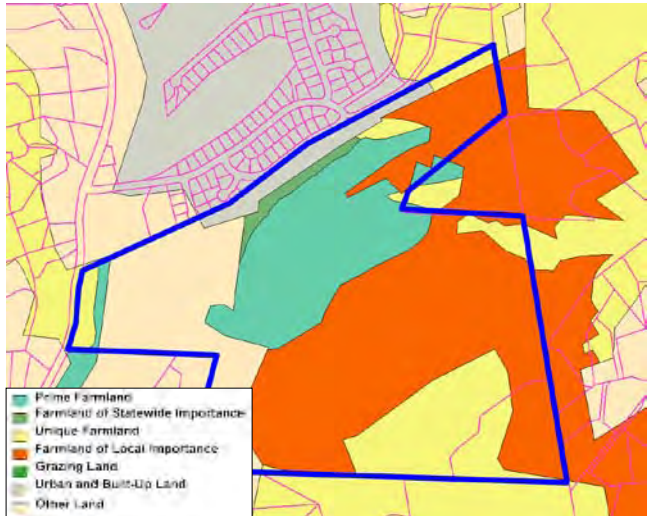 Prime Farmland
Farmland of Statewide Importance
Unique Farmland
Farmland of Local Importance
Grazing Land
Urban and Built-Up Land
Other Land